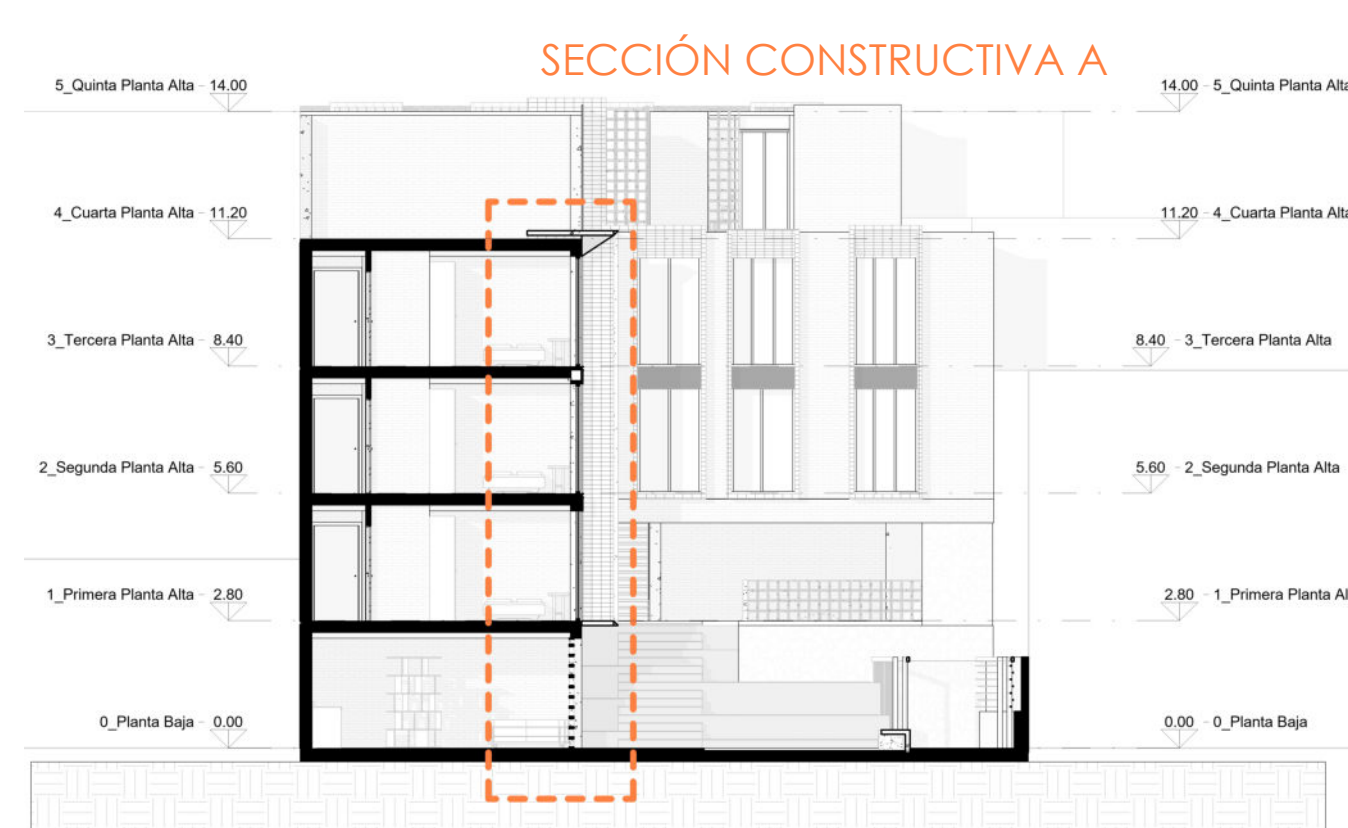 SECCIÓN CONSTRUCTIVA A
5_Quinta Planta Alta - 14.00
14.00 - 5_Quinta Planta Alta
4_Cuarta Planta Alta - 11.20
11.20 - 4_Cuarta Planta Alta
3_Tercera Planta Alta - 8.40
8.40 - 3_Tercera Planta Alta
2_Segunda Planta Alta - 5.60
5.60 - 2_Segunda Planta Alta
1_Primera Planta Alta - 2.80
2.80 - 1_Primera Planta Al
0_Planta Baja - 0.00
0.00 - 0_Planta Baja